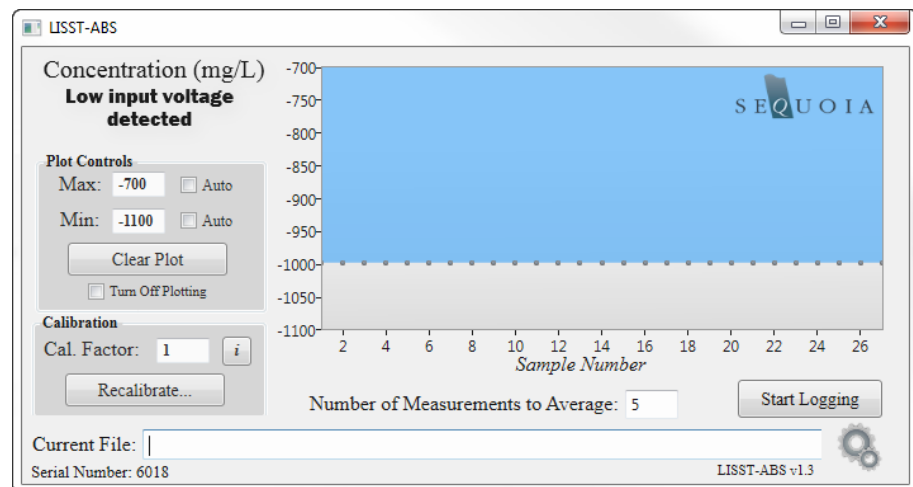 LISST-ABS
Concentration (mg/L)
Low input voltage
detected
Plot Controls
Max: -700 Auto
Min: -1100 Auto
Clear Plot
Turn Off Plotting
Calibration
Cal. Factor: 1 i
Recalibrate...
-700
-750
-800
-850
-900
-950
-1000
-1050
-1100
SEQUOIA
2 4 6 8 10 12 14 16 18 20 22 24 26
Sample Number
Number of Measurements to Average: 5
Start Logging
Current File:
Serial Number: 6018
LISST-ABS v1.3